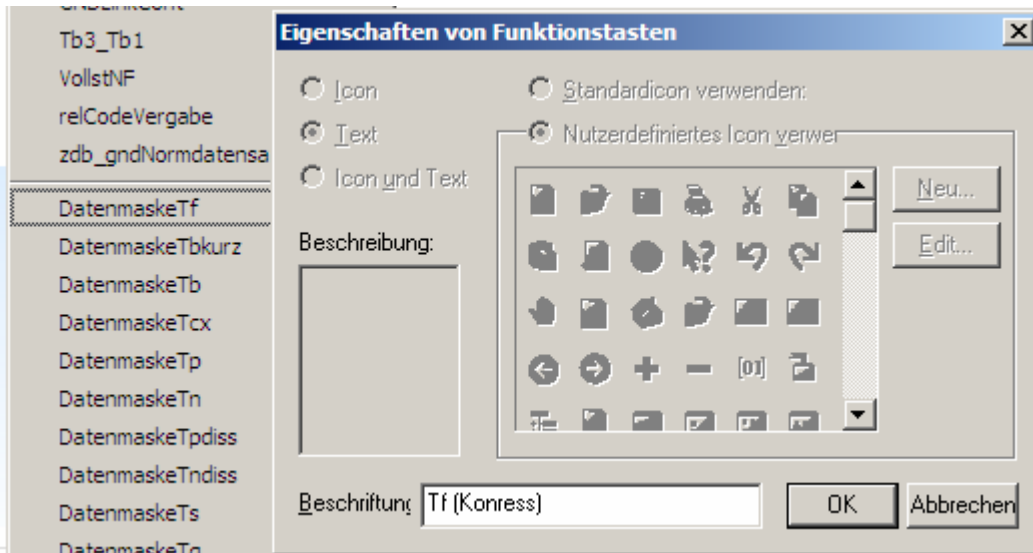 Tb3_Tb1
VollstNF
relCodeVergabe
zdb_gndNormdatensa
DatenmaskeTf
DatenmaskeTbkurz
DatenmaskeTb
DatenmaskeTcx
DatenmaskeTp
DatenmaskeTn
DatenmaskeTpdiss
DatenmaskeTndiss
DatenmaskeTs
DatenmaskeTg
Eigenschaften von Funktionstasten
Icon
Text
Icon und Text
Standardicon verwenden:
Nutzerdefiniertes Icon verwer
[01]
Neu...
Edit...
Beschreibung:
Beschriftung
Tf (Konress)
OK
Abbrechen